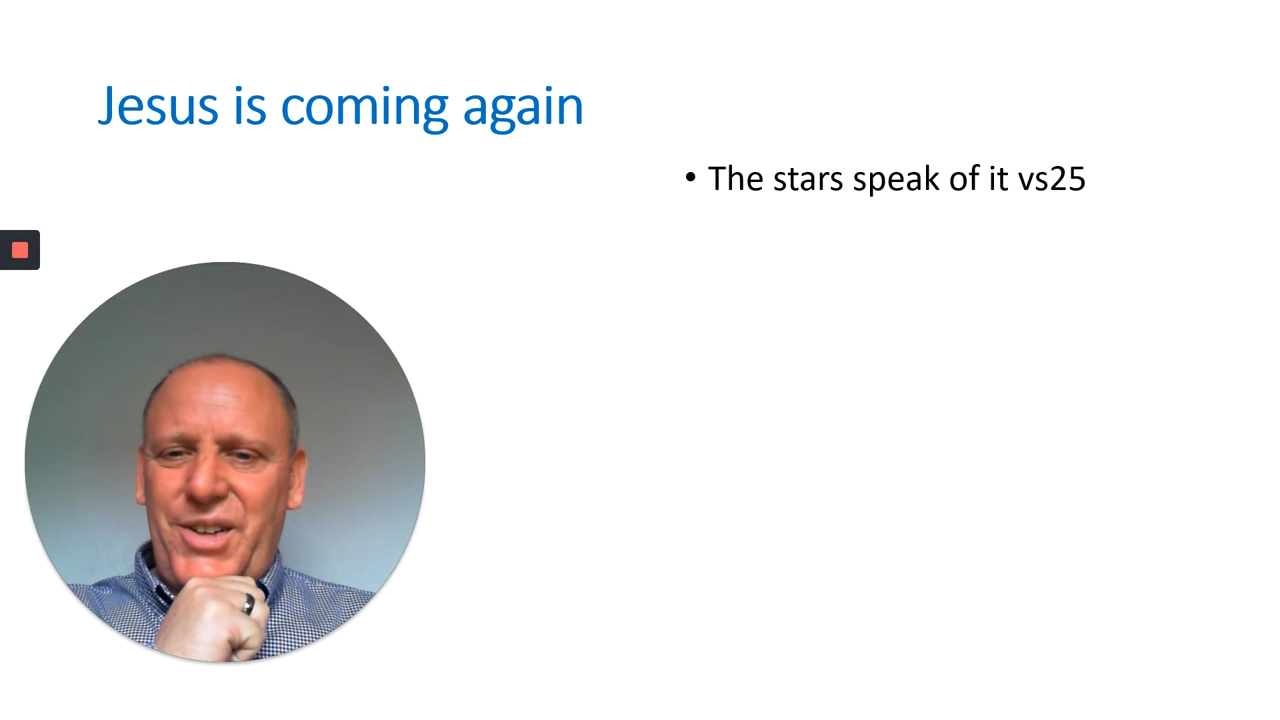 Jesus is coming again
• The stars speak of it vs25